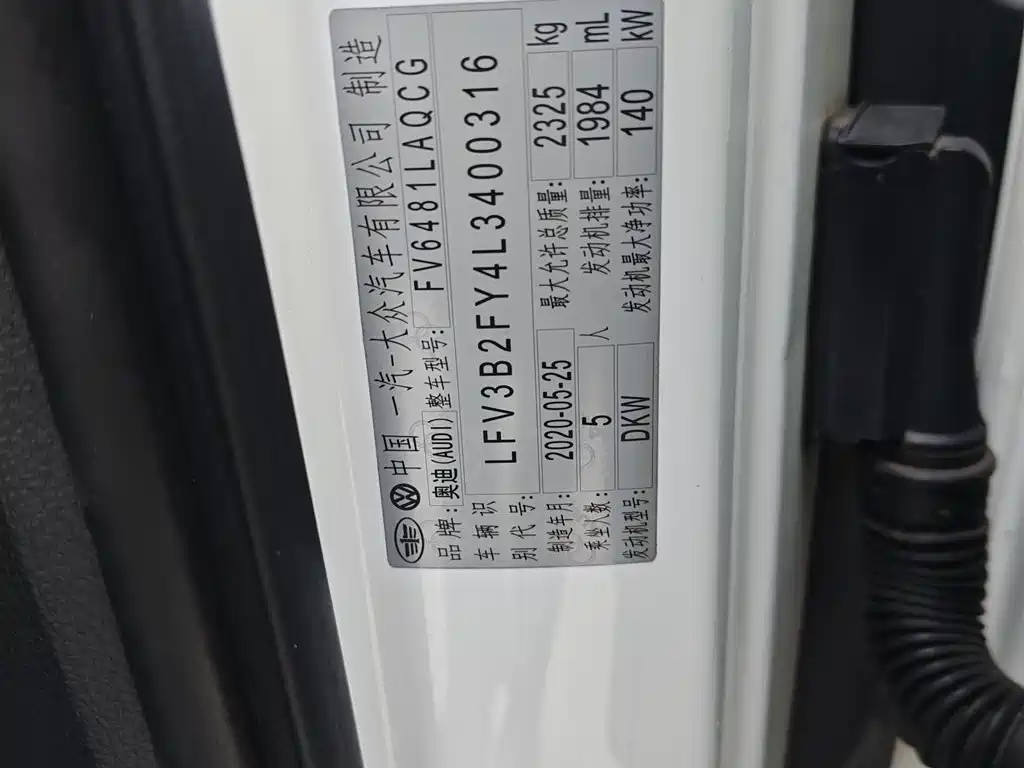 中国 一汽-大众汽车有限公司 制造
品牌: 奥迪(AUDI) 整车型号: FV6481LAQCG
车辆识别代号: LFV3B2FY4L3400316
制造年月: 2020-05-25 最大允许总质量: 2325 kg
乘坐人数: 5 人 发动机排量: 1984 mL
发动机型号: DKW 发动机最大净功率: 140 kW